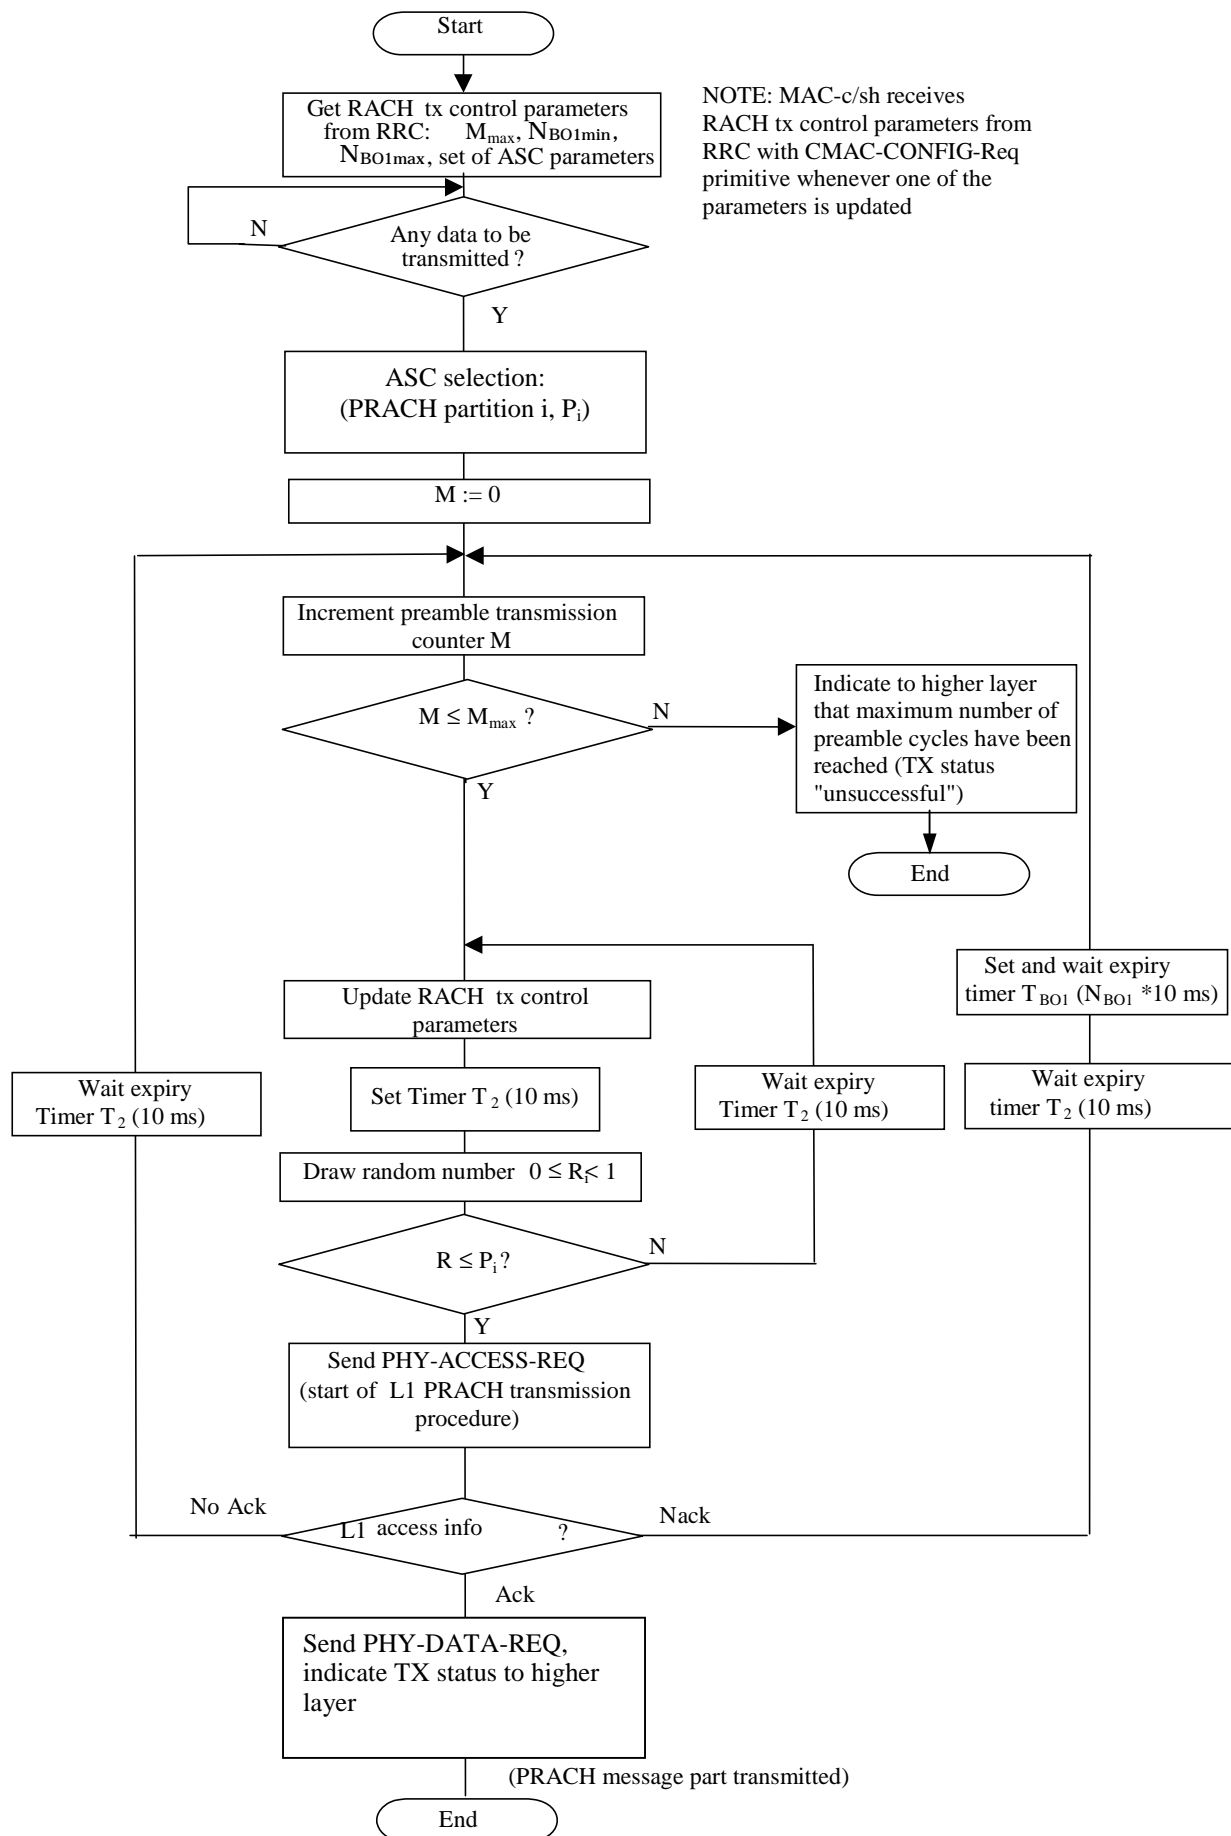 Start
Get RACH tx control parameters
from RRC: Mmax, NBO1min,
NBO1max, set of ASC parameters
NOTE: MAC-c/sh receives
RACH tx control parameters from
RRC with CMAC-CONFIG-Req
primitive whenever one of the
parameters is updated
N
Any data to be
transmitted ?
Y
ASC selection:
(PRACH partition i, Pi)
M := 0
Increment preamble transmission
counter M
M ≤ Mmax ?
N
Y
Indicate to higher layer
that maximum number of
preamble cycles have been
reached (TX status
"unsuccessful")
End
Update RACH tx control
parameters
Set and wait expiry
timer TBO1 (NBO1 *10 ms)
Wait expiry
Timer T2 (10 ms)
Set Timer T2 (10 ms)
Wait expiry
Timer T2 (10 ms)
Wait expiry
timer T2 (10 ms)
Draw random number 0 ≤ Ri< 1
R ≤ Pi?
N
Y
Send PHY-ACCESS-REQ
(start of L1 PRACH transmission
procedure)
No Ack
L1 access info ?
Nack
Ack
Send PHY-DATA-REQ,
indicate TX status to higher
layer
(PRACH message part transmitted)
End